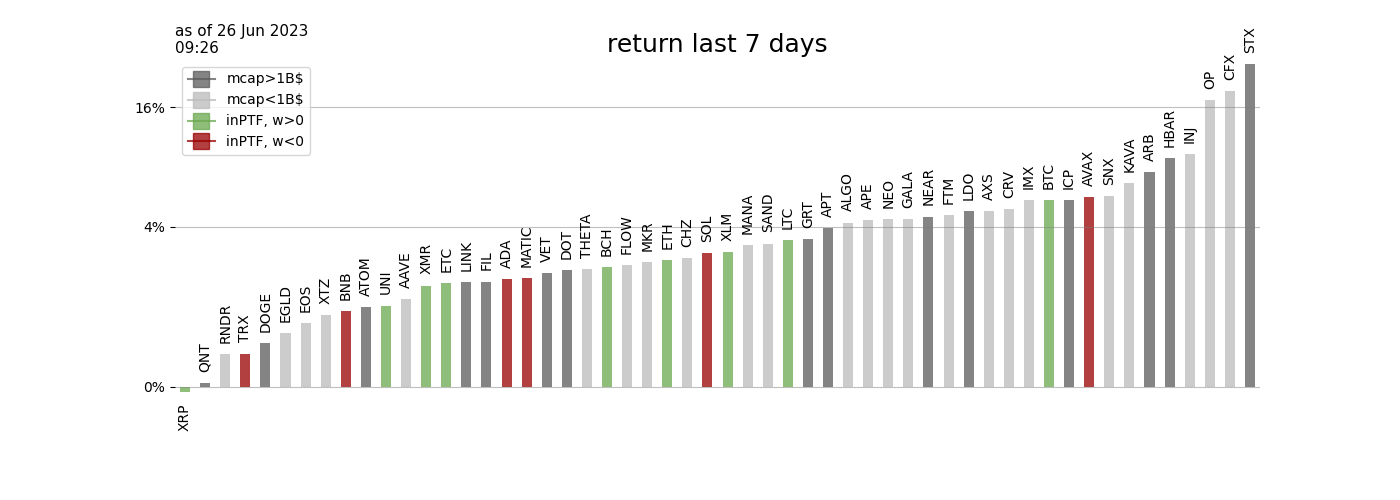 as of 26 Jun 2023
09:26
return last 7 days
mcap>1B$
mcap<1B$
inPTF, w>0
inPTF, w<0
16%
4%
0%
XRP
QNT
RNDR
TRX
DOGE
EGLD
EOS
XTZ
BNB
ATOM
UNI
AAVE
XMR
ETC
LINK
FIL
ADA
MATIC
VET
DOT
THETA
BCH
FLOW
MKR
ETH
CHZ
SOL
XLM
MANA
SAND
LTC
GRT
APT
ALGO
APE
NEO
GALA
NEAR
FTM
LDO
AXS
CRV
IMX
BTC
ICP
AVAX
SNX
KAVA
ARB
HBAR
INJ
OP
CFX
STX